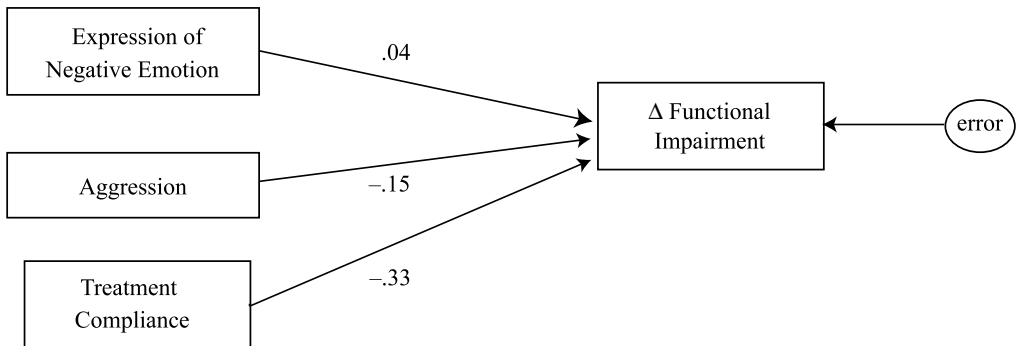 Expression of
Negative Emotion
.04
Δ Functional
Impairment
error
Aggression
–.15
–.33
Treatment
Compliance